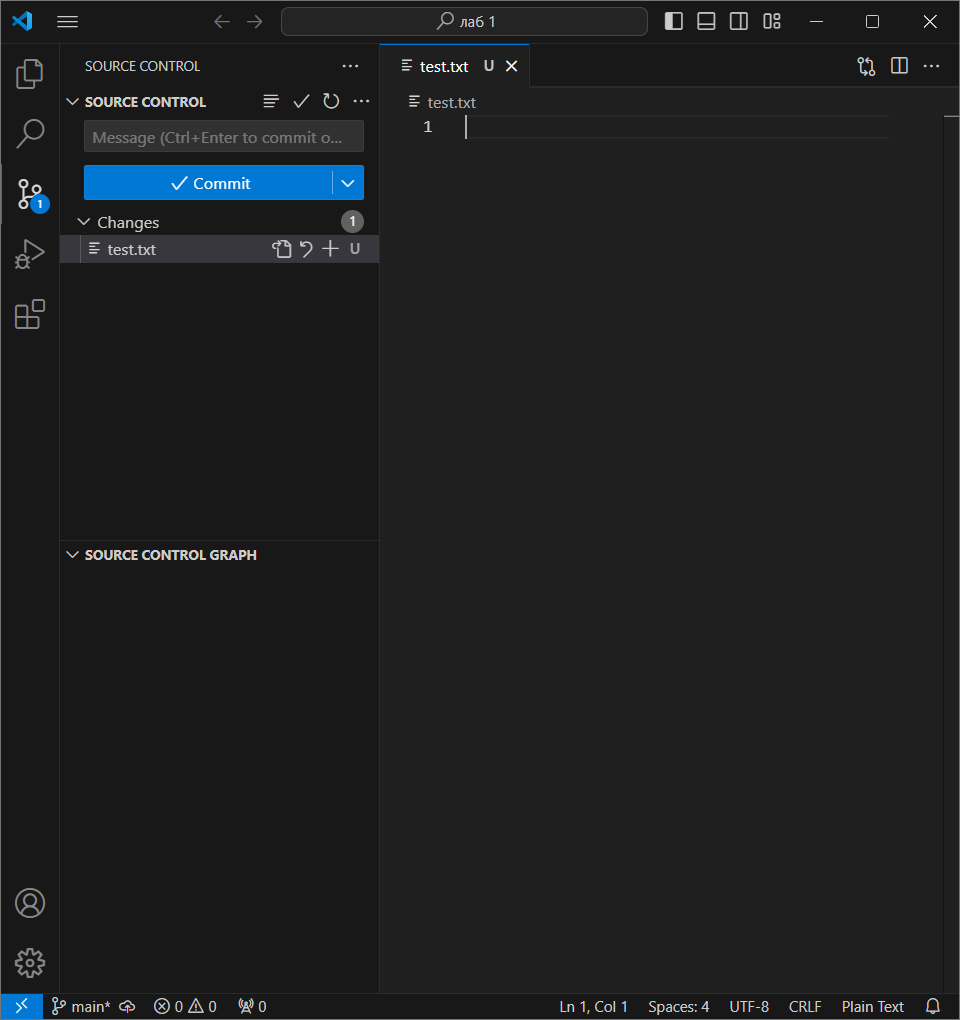 лаб 1
SOURCE CONTROL
SOURCE CONTROL
Message (Ctrl+Enter to commit o...
Commit
Changes 1
test.txt U
1
SOURCE CONTROL GRAPH
test.txt U
test.txt
1
main* 0 0 0
Ln 1, Col 1 Spaces: 4 UTF-8 CRLF Plain Text